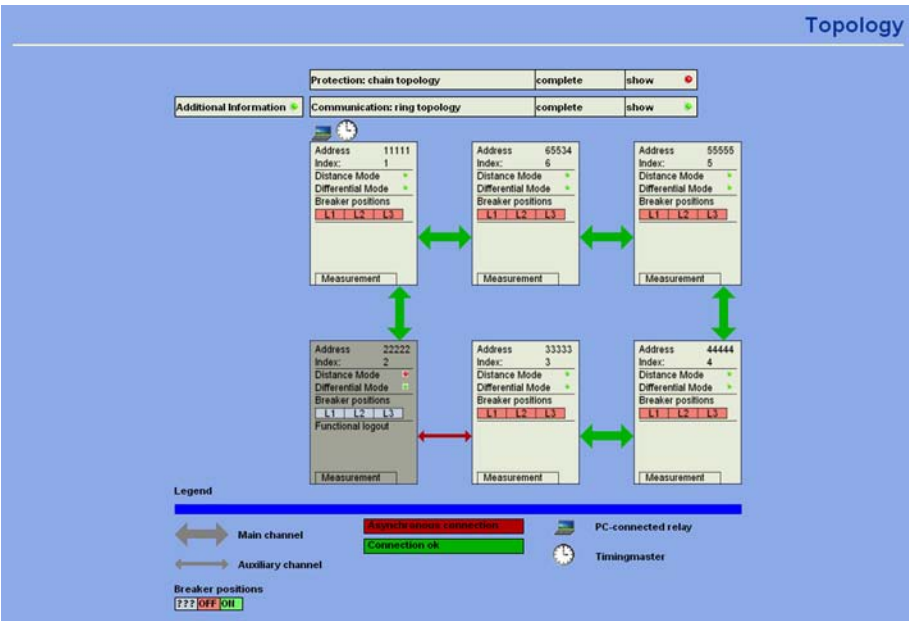 Topology
Protection: chain topology complete show
Additional Information Communication: ring topology complete show
Address 11111
Index: 1
Distance Mode
Differential Mode
Breaker positions
L1 L2 L3
Measurement
Address 65534
Index: 6
Distance Mode
Differential Mode
Breaker positions
L1 L2 L3
Measurement
Address 55555
Index: 5
Distance Mode
Differential Mode
Breaker positions
L1 L2 L3
Measurement
Address 22222
Index: 2
Distance Mode
Differential Mode
Breaker positions
L1 L2 L3
Functional logout
Measurement
Address 33333
Index: 3
Distance Mode
Differential Mode
Breaker positions
L1 L2 L3
Measurement
Address 44444
Index: 4
Distance Mode
Differential Mode
Breaker positions
L1 L2 L3
Measurement
Legend
Main channel
Auxiliary channel
Asynchronous connection
Connection ok
PC-connected relay
Timingmaster
Breaker positions
??? OFF ON